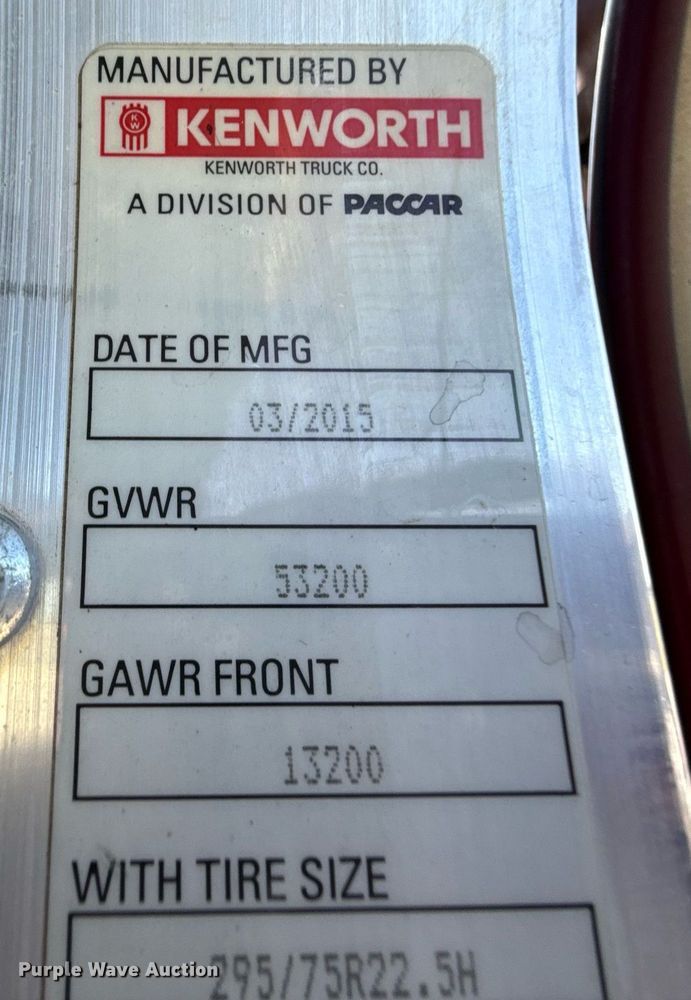 MANUFACTURED BY
KW KENWORTH
KENWORTH TRUCK CO.
A DIVISION OF PACCAR
DATE OF MFG
03/2015
GVWR
53200
GAWR FRONT
13200
WITH TIRE SIZE
295/75R22.5H
Purple Wave Auction